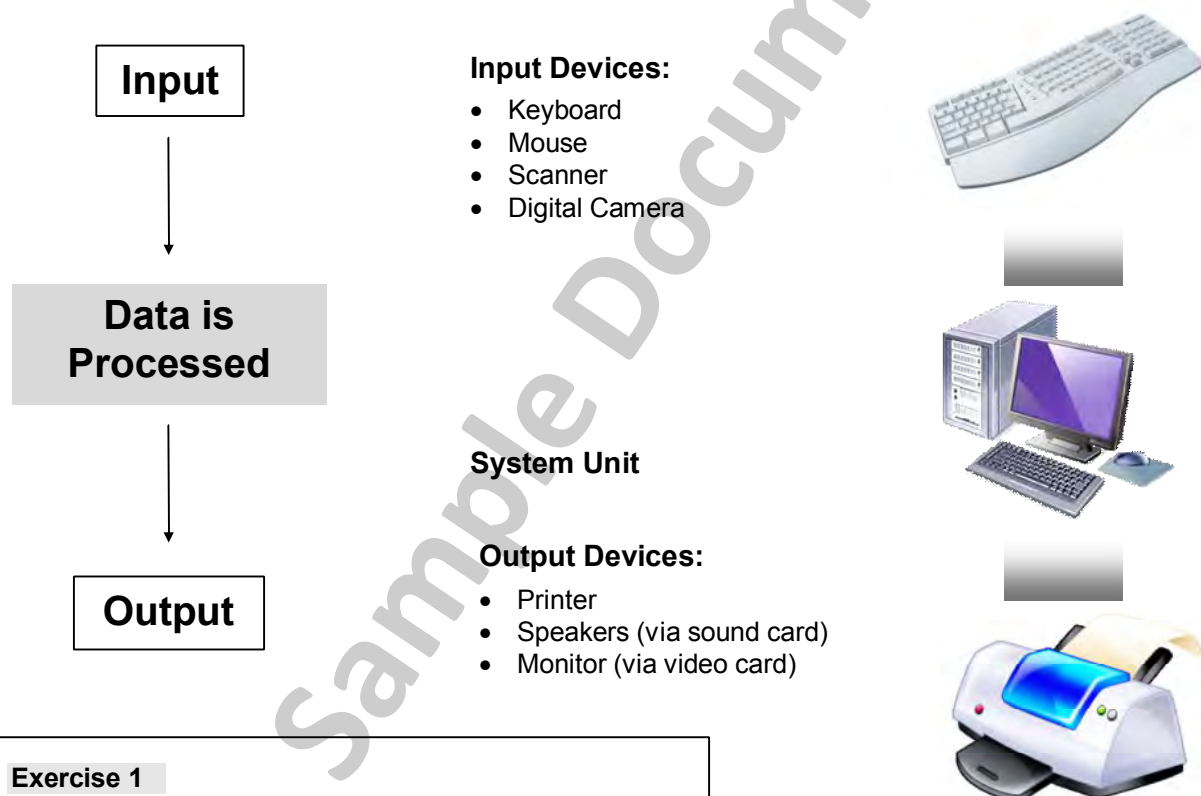 Input
Data is
Processed
Output
Input Devices:
• Keyboard
• Mouse
• Scanner
• Digital Camera
System Unit
Output Devices:
• Printer
• Speakers (via sound card)
• Monitor (via video card)
Exercise 1
Sample Docum